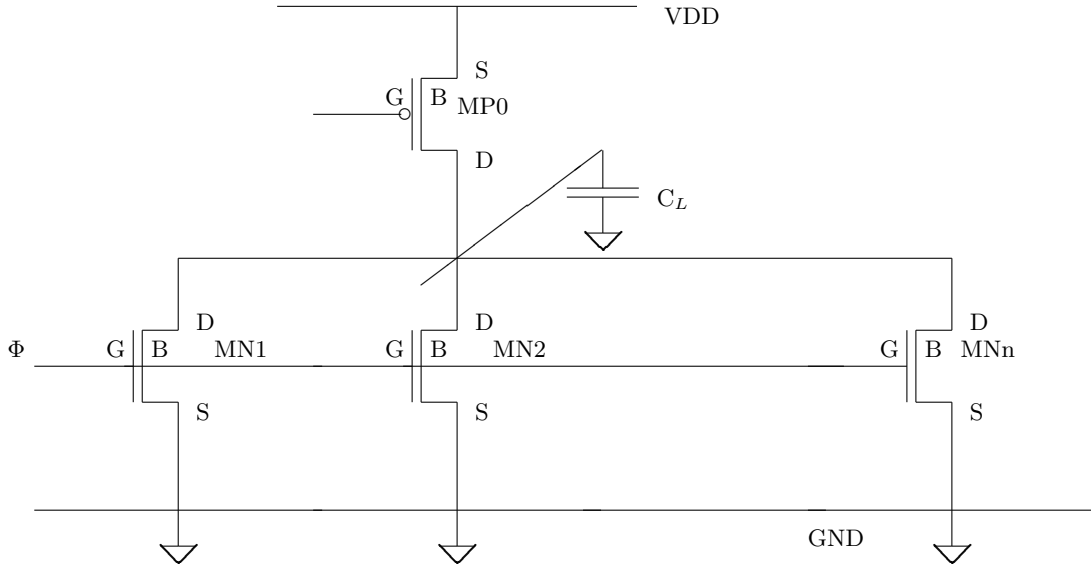 VDD
S
G B MP0
D
C_L
D D D
Φ G B MN1 G B MN2 G B MNn
S S S
GND